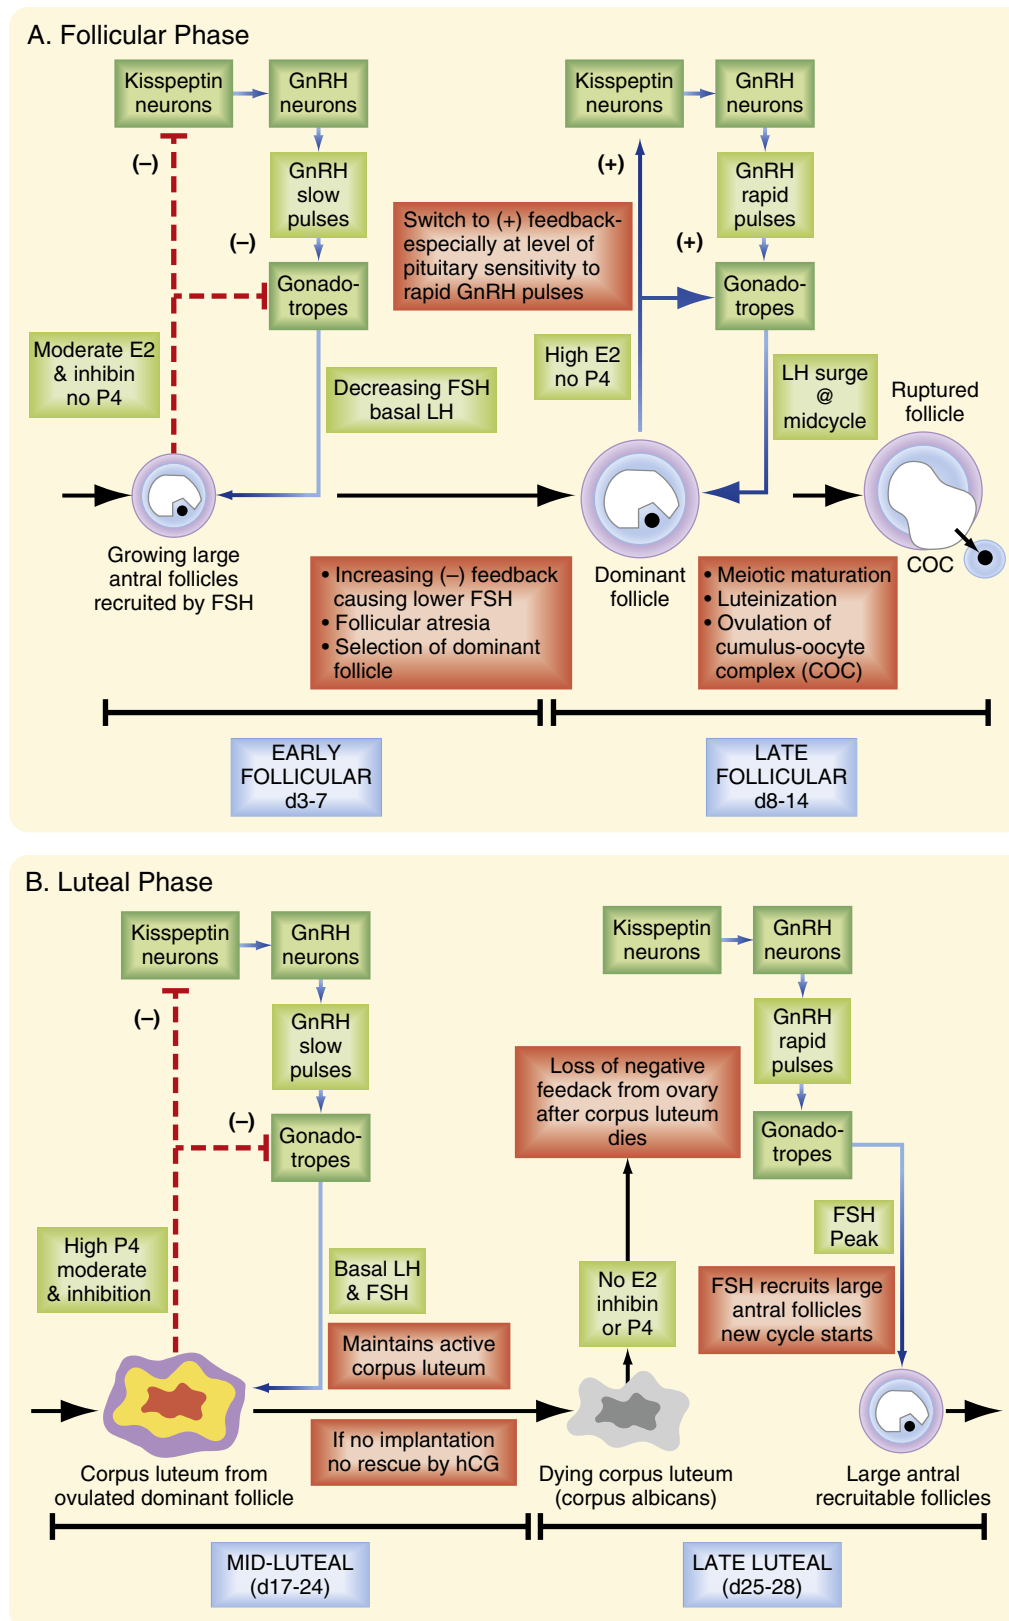 A. Follicular Phase
Kisspeptin
neurons
GnRH
neurons
(–)
GnRH
slow
pulses
(–)
Gonado-
tropes
Moderate E2
& inhibin
no P4
Decreasing FSH
basal LH
Growing large
antral follicles
recruited by FSH
• Increasing (–) feedback
causing lower FSH
• Follicular atresia
• Selection of dominant
follicle
Kisspeptin
neurons
GnRH
neurons
(+)
GnRH
rapid
pulses
Switch to (+) feedback-
especially at level of
pituitary sensitivity to
rapid GnRH pulses
(+)
Gonado-
tropes
High E2
no P4
LH surge
@
midcycle
Ruptured
follicle
COC
Dominant
follicle
• Meiotic maturation
• Luteinization
• Ovulation of
cumulus-oocyte
complex (COC)
EARLY
FOLLICULAR
d3-7
LATE
FOLLICULAR
d8-14
B. Luteal Phase
Kisspeptin
neurons
GnRH
neurons
(–)
GnRH
slow
pulses
(–)
Gonado-
tropes
High P4
moderate
& inhibition
Basal LH
& FSH
Maintains active
corpus luteum
If no implantation
no rescue by hCG
Corpus luteum from
ovulated dominant follicle
Kisspeptin
neurons
GnRH
neurons
GnRH
rapid
pulses
Loss of negative
feedack from ovary
after corpus luteum
dies
Gonado-
tropes
FSH
Peak
No E2
inhibin
or P4
FSH recruits large
antral follicles
new cycle starts
Dying corpus luteum
(corpus albicans)
Large antral
recruitable follicles
MID-LUTEAL
(d17-24)
LATE LUTEAL
(d25-28)